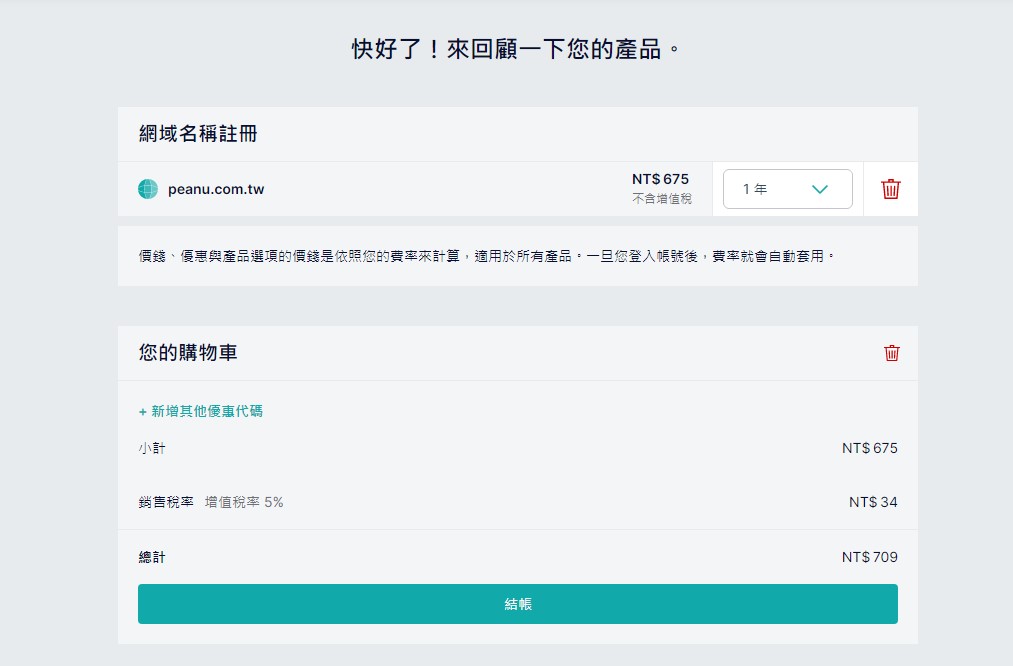 快好了！來回顧一下您的產品。
網域名稱註冊
peanu.com.tw
NT$ 675
不含增值稅
1 年
價錢、優惠與產品選項的價錢是依照您的費率來計算，適用於所有產品。一旦您登入帳號後，費率就會自動套用。
您的購物車
+ 新增其他優惠代碼
小計 NT$ 675
銷售稅率 增值稅率 5% NT$ 34
總計 NT$ 709
結帳